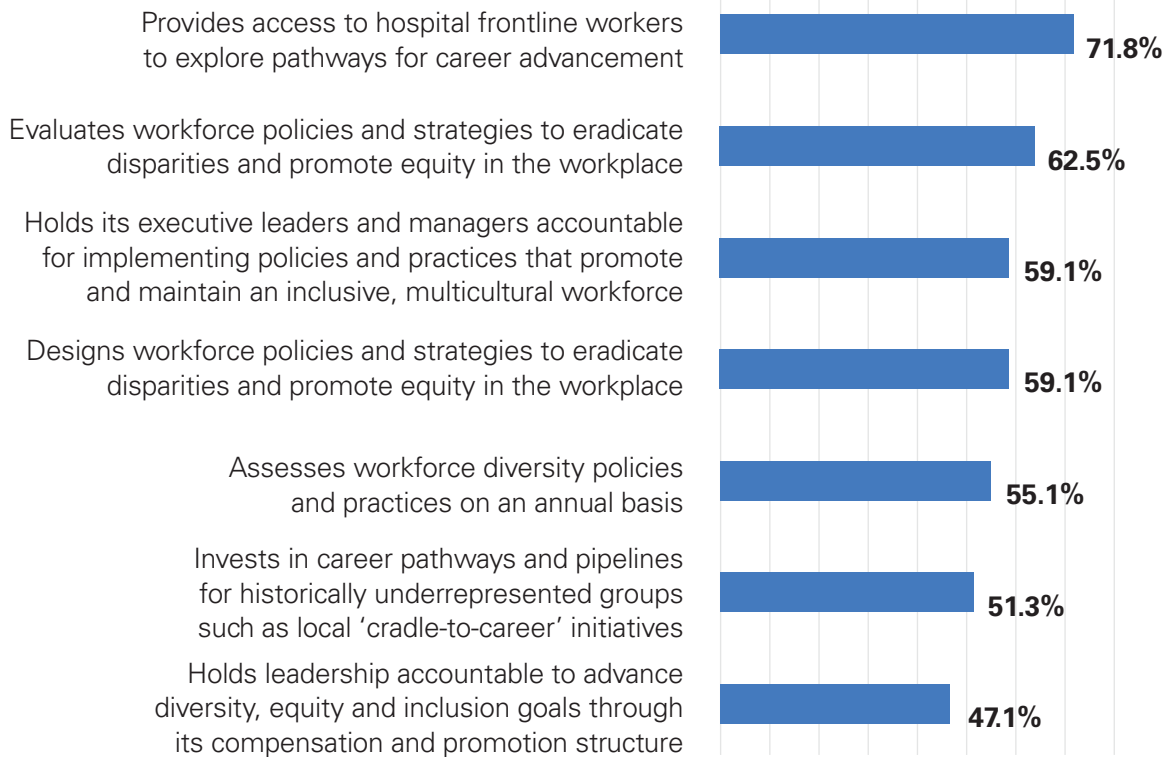 Provides access to hospital frontline workers
to explore pathways for career advancement
71.8%
Evaluates workforce policies and strategies to eradicate
disparities and promote equity in the workplace
62.5%
Holds its executive leaders and managers accountable
for implementing policies and practices that promote
and maintain an inclusive, multicultural workforce
59.1%
Designs workforce policies and strategies to eradicate
disparities and promote equity in the workplace
59.1%
Assesses workforce diversity policies
and practices on an annual basis
55.1%
Invests in career pathways and pipelines
for historically underrepresented groups
such as local ‘cradle-to-career’ initiatives
51.3%
Holds leadership accountable to advance
diversity, equity and inclusion goals through
its compensation and promotion structure
47.1%